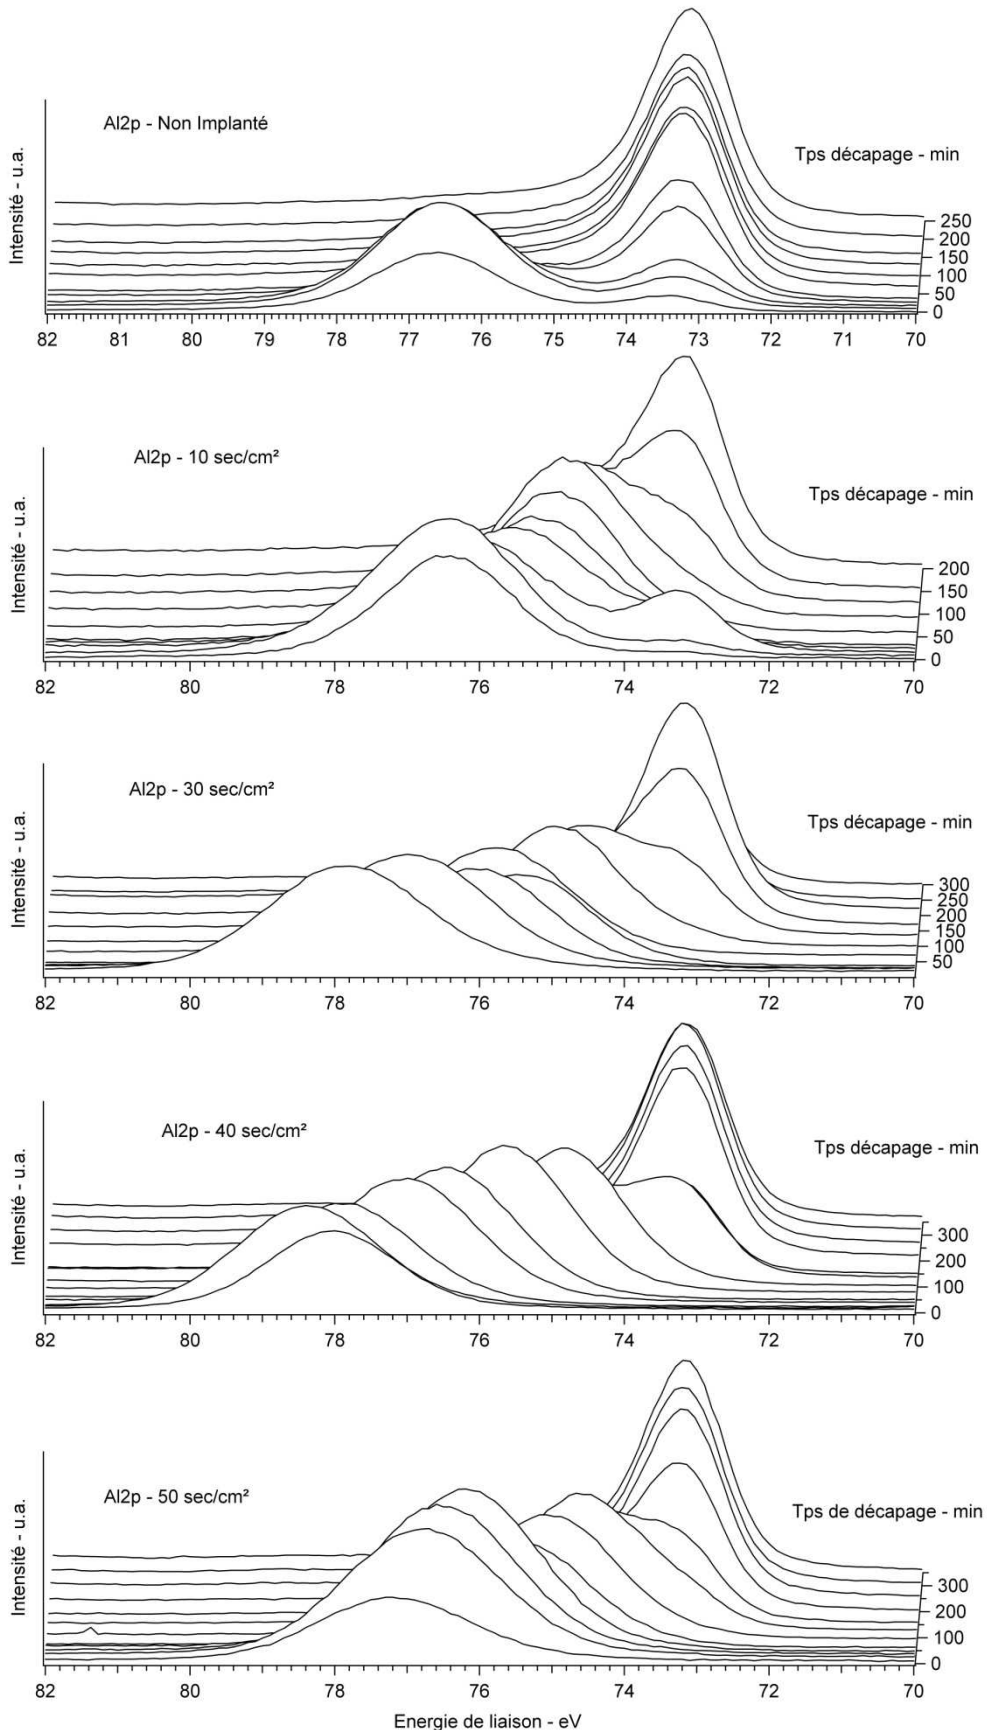 Al2p - Non Implanté
Tps décapage - min
Intensité - u.a.
250
200
150
100
50
0
82 81 80 79 78 77 76 75 74 73 72 71 70
Al2p - 10 sec/cm²
Tps décapage - min
Intensité - u.a.
200
150
100
50
0
82 80 78 76 74 72 70
Al2p - 30 sec/cm²
Tps décapage - min
Intensité - u.a.
300
250
200
150
100
50
82 80 78 76 74 72 70
Al2p - 40 sec/cm²
Tps décapage - min
Intensité - u.a.
300
200
100
0
82 80 78 76 74 72 70
Al2p - 50 sec/cm²
Tps de décapage - min
Intensité - u.a.
300
200
100
0
82 80 78 76 74 72 70
Energie de liaison - eV